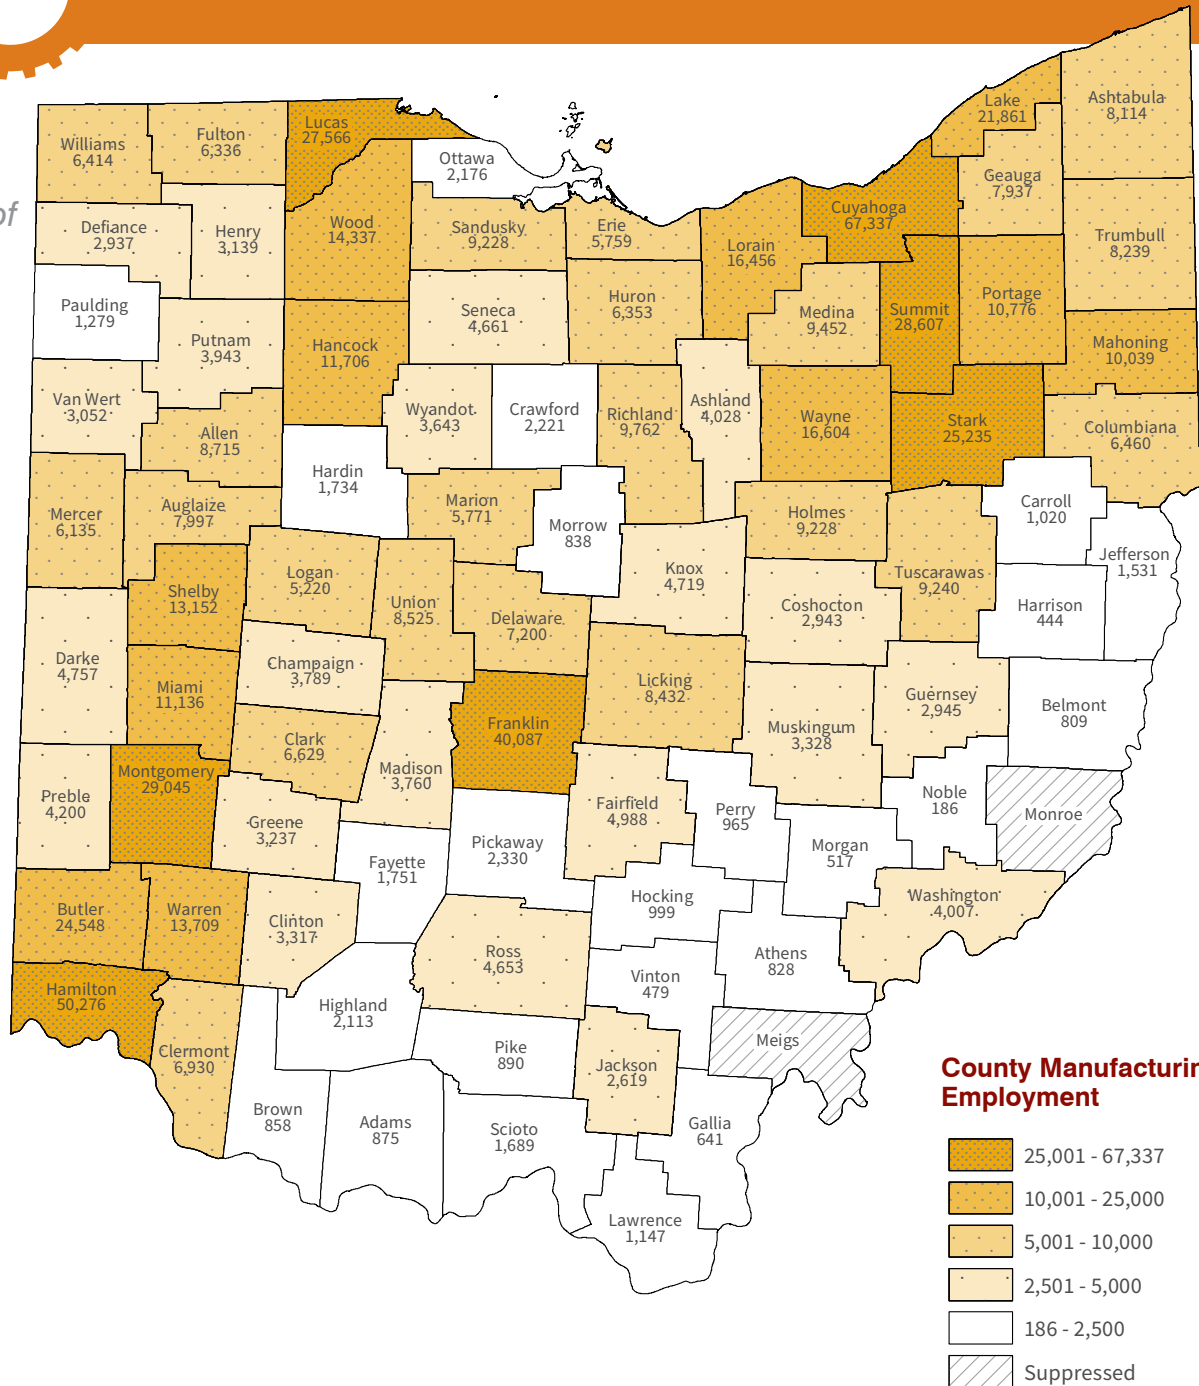 of
Williams
6,414
Fulton
6,336
Lucas
27,566
Ottawa
2,176
Lake
21,861
Ashtabula
8,114
Geauga
7,937
Cuyahoga
67,337
Defiance
2,937
Henry
3,139
Wood
14,337
Sandusky
9,228
Erie
5,759
Lorain
16,456
Trumbull
8,239
Paulding
1,279
Putnam
3,943
Hancock
11,706
Seneca
4,661
Huron
6,353
Medina
9,452
Summit
28,607
Portage
10,776
Mahoning
10,039
Van Wert
3,052
Allen
8,715
Wyandot
3,643
Crawford
2,221
Richland
9,762
Ashland
4,028
Wayne
16,604
Stark
25,235
Columbiana
6,460
Hardin
1,734
Mercer
6,135
Auglaize
7,997
Marion
5,771
Morrow
838
Holmes
9,228
Carroll
1,020
Jefferson
1,531
Shelby
13,152
Logan
5,220
Union
8,525
Delaware
7,200
Knox
4,719
Coshocton
2,943
Tuscarawas
9,240
Harrison
444
Darke
4,757
Miami
11,136
Champaign
3,789
Licking
8,432
Guernsey
2,945
Belmont
809
Clark
6,629
Madison
3,760
Franklin
40,087
Muskingum
3,328
Preble
4,200
Montgomery
29,045
Greene
3,237
Fairfield
4,988
Perry
965
Noble
186
Monroe
Fayette
1,751
Pickaway
2,330
Morgan
517
Butler
24,548
Warren
13,709
Clinton
3,317
Hocking
999
Washington
4,007
Ross
4,653
Athens
828
Hamilton
50,276
Highland
2,113
Vinton
479
Clermont
6,930
Pike
890
Jackson
2,619
Meigs
Brown
858
Adams
875
Scioto
1,689
Gallia
641
Lawrence
1,147
County Manufacturin
Employment
25,001 - 67,337
10,001 - 25,000
5,001 - 10,000
2,501 - 5,000
186 - 2,500
Suppressed